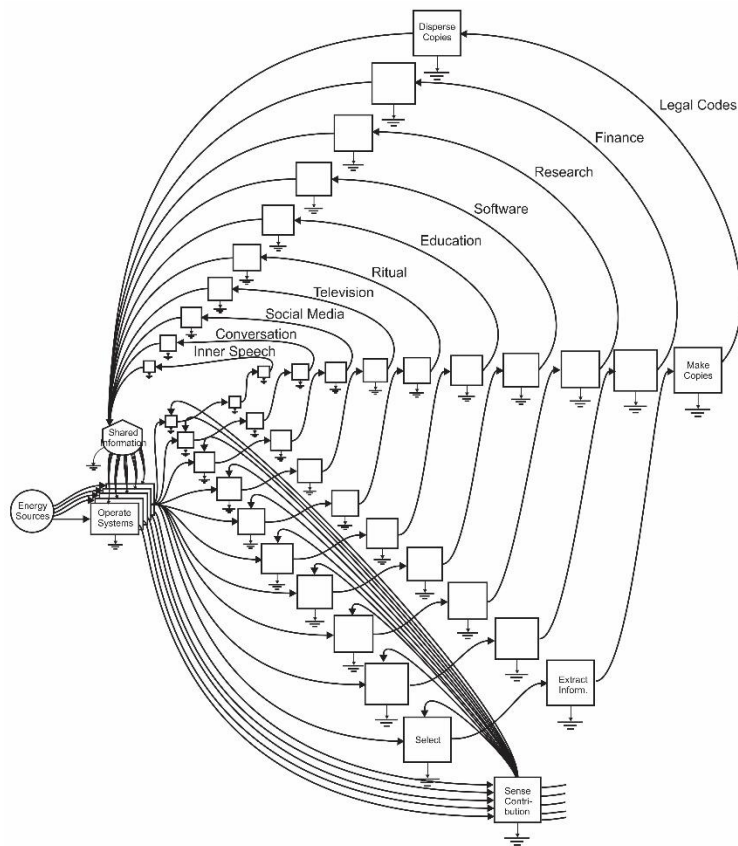 Disperse
Copies
Legal Codes
Finance
Research
Software
Education
Ritual
Television
Social Media
Conversation
Inner Speech
Make
Copies
Shared
Information
Energy
Sources
Operate
Systems
Extract
Inform.
Select
Sense
Contri-
bution